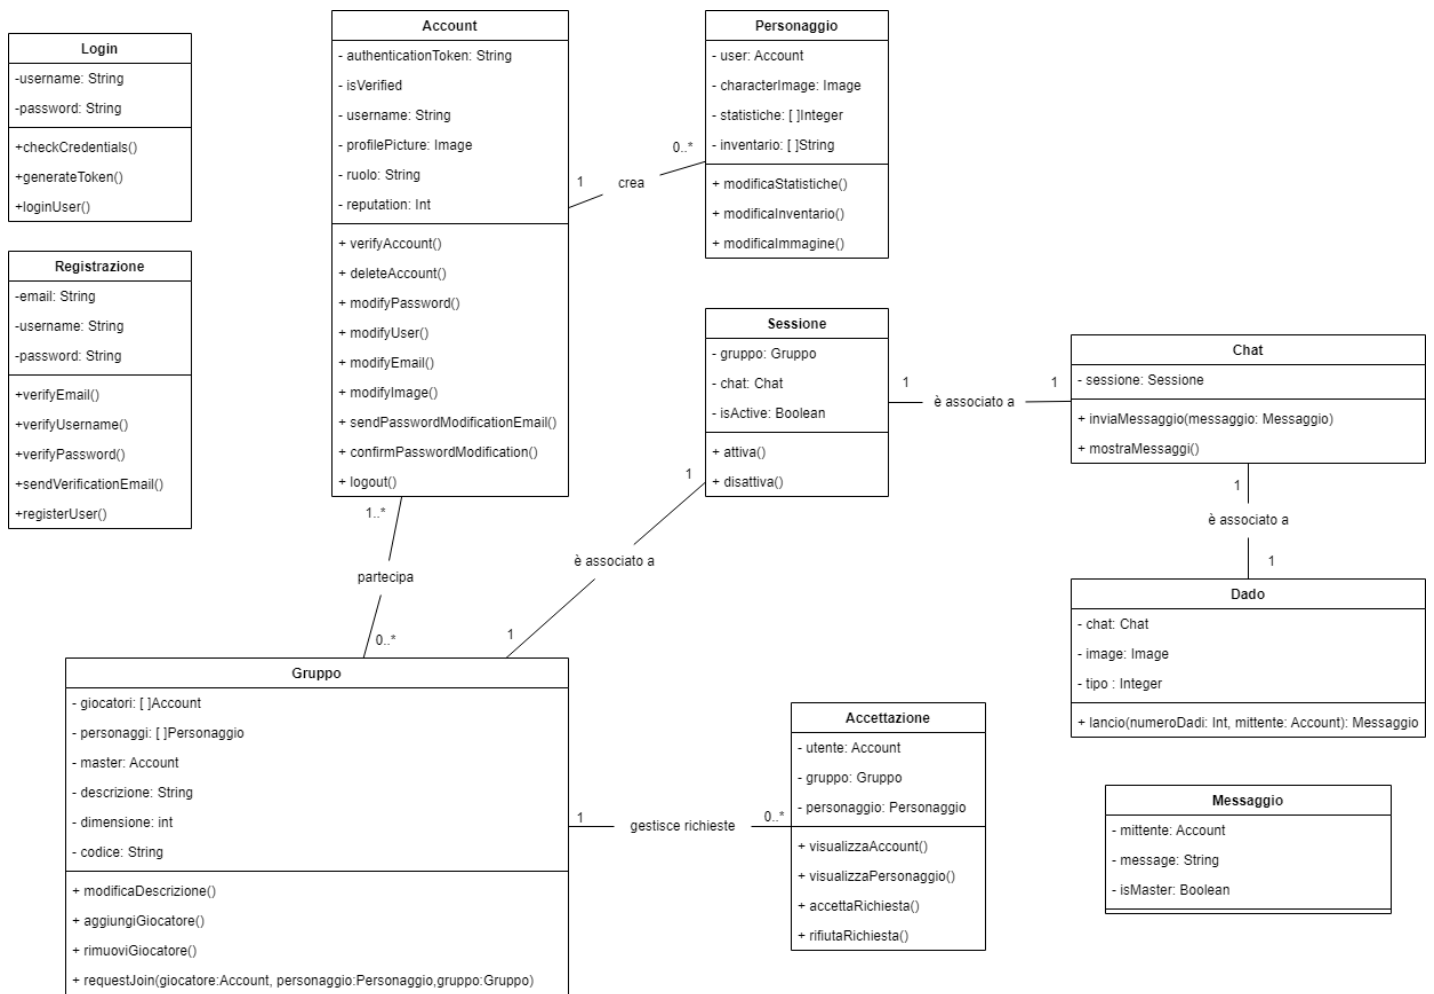 Login
-username: String
-password: String
+checkCredentials()
+generateToken()
+loginUser()
Registrazione
-email: String
-username: String
-password: String
+verifyEmail()
+verifyUsername()
+verifyPassword()
+sendVerificationEmail()
+registerUser()
Account
- authenticationToken: String
- isVerified
- username: String
- profilePicture: Image
- ruolo: String
- reputation: Int
+ verifyAccount()
+ deleteAccount()
+ modifyPassword()
+ modifyUser()
+ modifyEmail()
+ modifyImage()
+ sendPasswordModificationEmail()
+ confirmPasswordModification()
+ logout()
1
crea
0..*
Personaggio
- user: Account
- characterImage: Image
- statistiche: [ ]Integer
- inventario: [ ]String
+ modificaStatistiche()
+ modificaInventario()
+ modificaImmagine()
Sessione
- gruppo: Gruppo
- chat: Chat
- isActive: Boolean
+ attiva()
+ disattiva()
1
è associato a
1
Chat
- sessione: Sessione
+ inviaMessaggio(messaggio: Messaggio)
+ mostraMessaggi()
1
è associato a
1
Dado
- chat: Chat
- image: Image
- tipo : Integer
+ lancio(numeroDadi: Int, mittente: Account): Messaggio
1..*
partecipa
0..*
1
è associato a
1
Gruppo
- giocatori: [ ]Account
- personaggi: [ ]Personaggio
- master: Account
- descrizione: String
- dimensione: int
- codice: String
+ modificaDescrizione()
+ aggiungiGiocatore()
+ rimuoviGiocatore()
+ requestJoin(giocatore:Account, personaggio:Personaggio,gruppo:Gruppo)
1
gestisce richieste
0..*
Accettazione
- utente: Account
- gruppo: Gruppo
- personaggio: Personaggio
+ visualizzaAccount()
+ visualizzaPersonaggio()
+ accettaRichiesta()
+ rifiutaRichiesta()
Messaggio
- mittente: Account
- message: String
- isMaster: Boolean